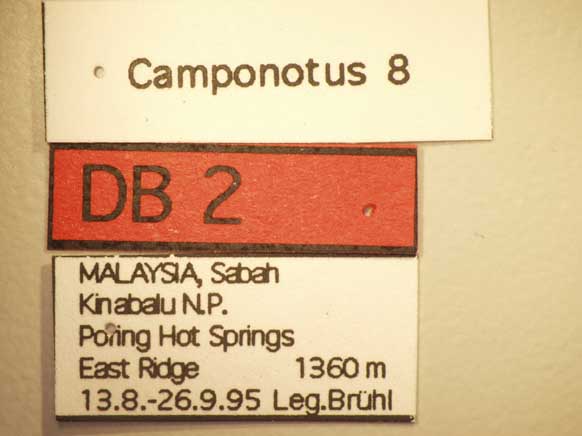 Camponotus 8
DB 2
MALAYSIA, Sabah
Kinabalu N.P.
Poring Hot Springs
East Ridge 1360 m
13.8.-26.9.95 Leg.Brühl